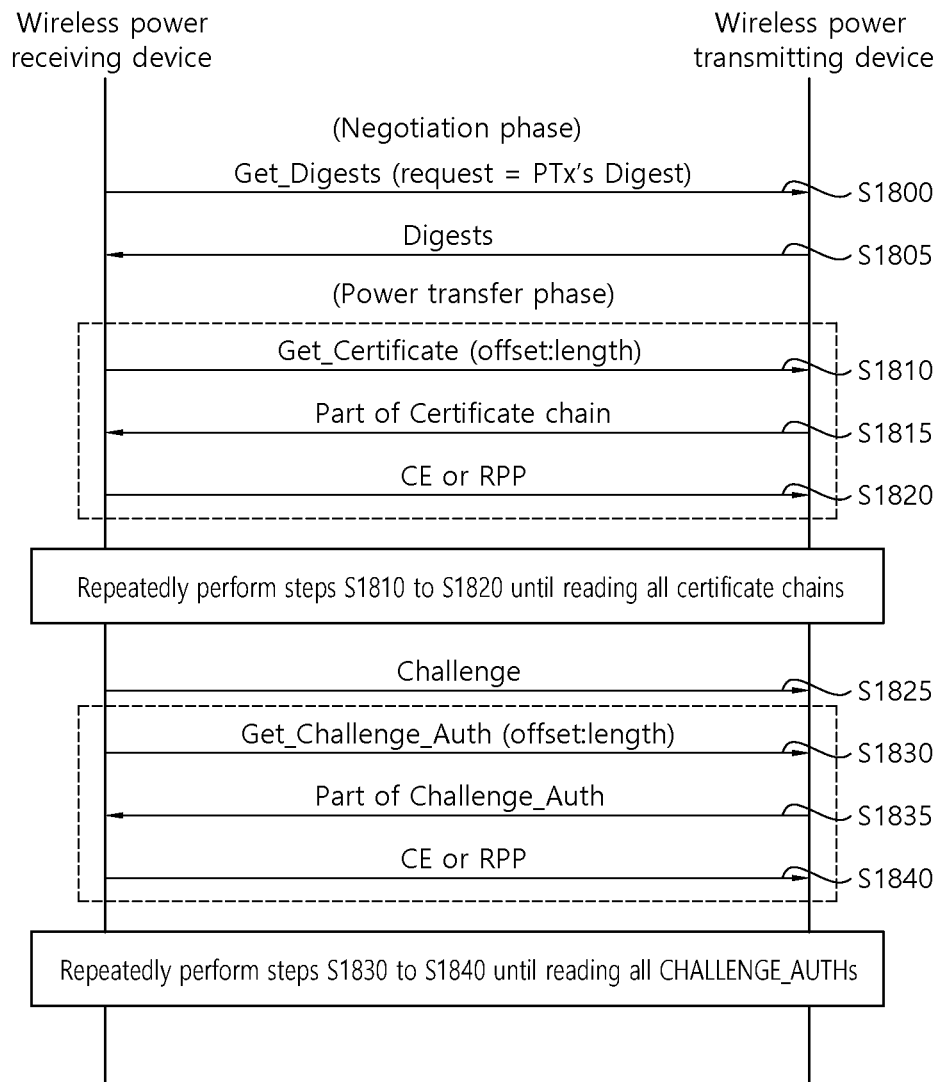 Wireless power
receiving device
Wireless power
transmitting device
(Negotiation phase)
Get_Digests (request = PTx's Digest)
S1800
Digests
S1805
(Power transfer phase)
Get_Certificate (offset:length)
S1810
Part of Certificate chain
S1815
CE or RPP
S1820
Repeatedly perform steps S1810 to S1820 until reading all certificate chains
Challenge
S1825
Get_Challenge_Auth (offset:length)
S1830
Part of Challenge_Auth
S1835
CE or RPP
S1840
Repeatedly perform steps S1830 to S1840 until reading all CHALLENGE_AUTHs